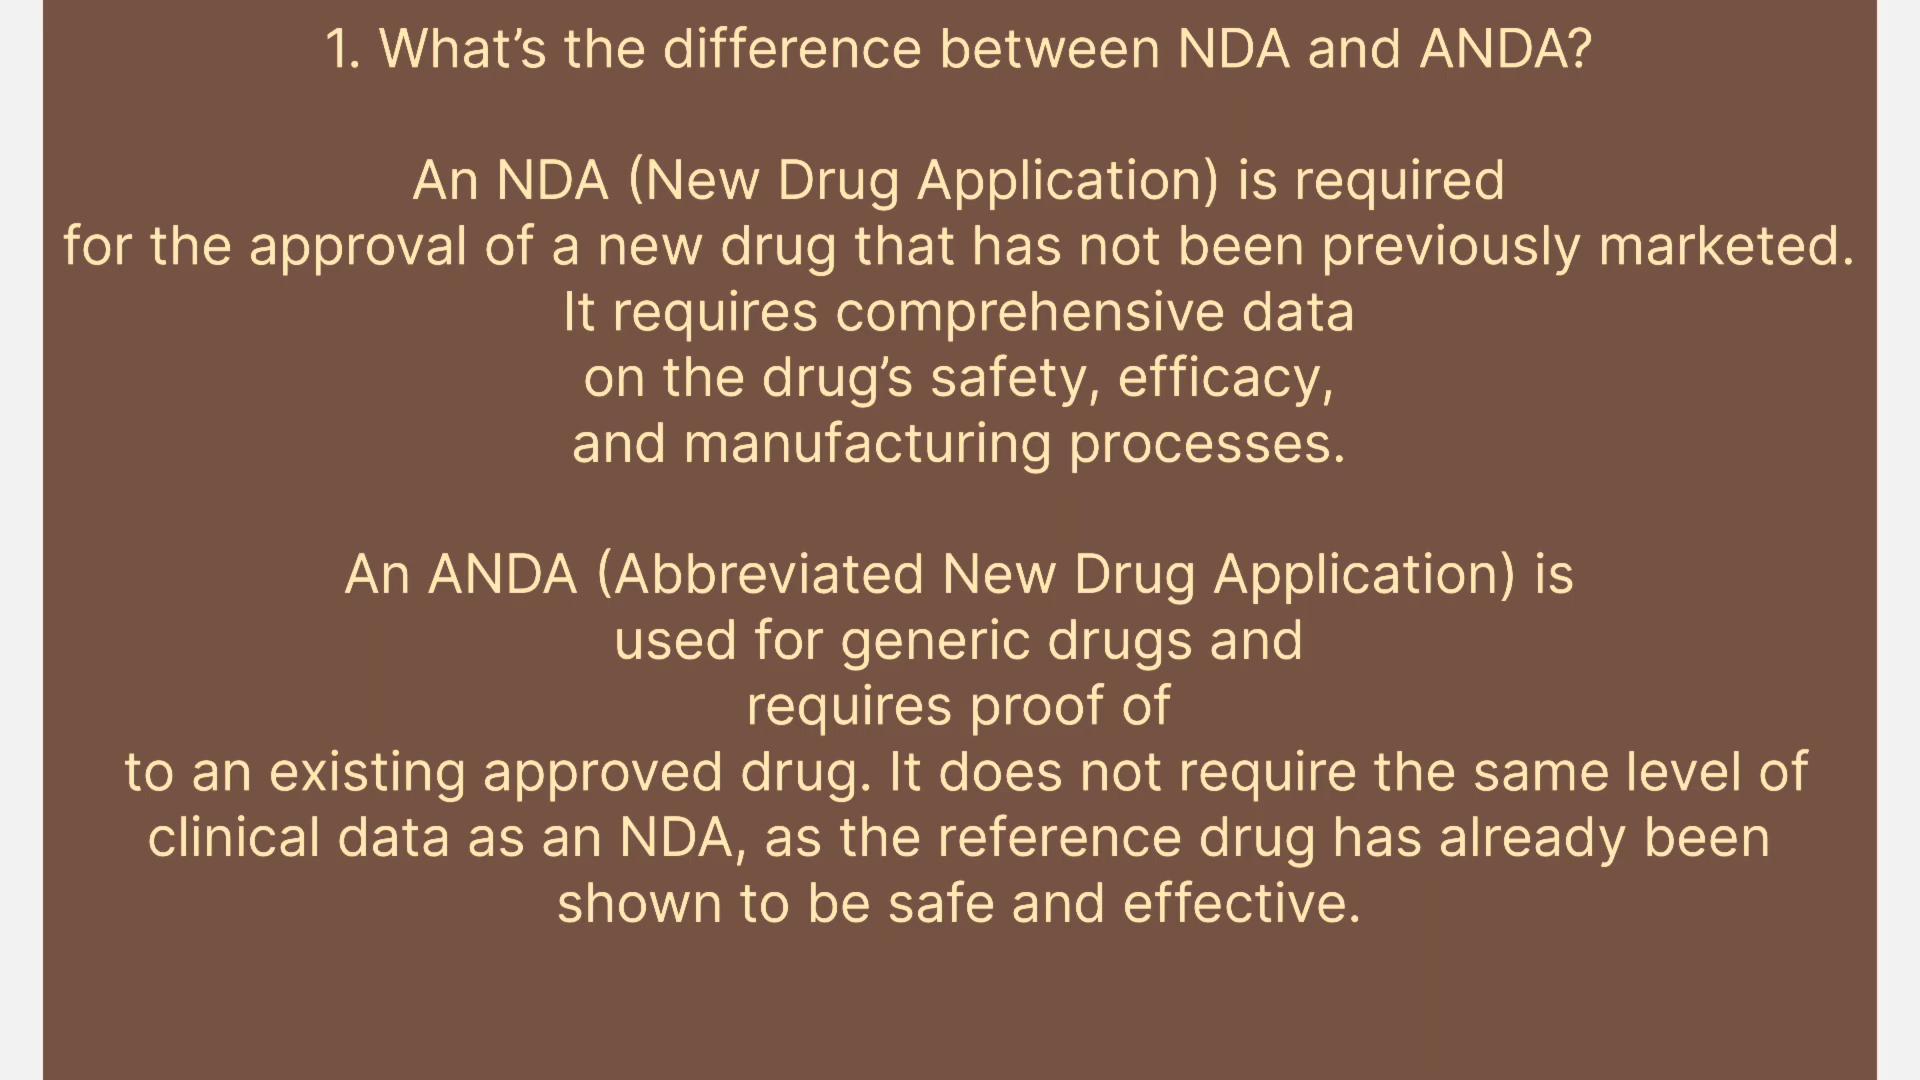 1. What’s the difference between NDA and ANDA?
An NDA (New Drug Application) is required
for the approval of a new drug that has not been previously marketed.
It requires comprehensive data
on the drug’s safety, efficacy,
and manufacturing processes.
An ANDA (Abbreviated New Drug Application) is
used for generic drugs and
requires proof of
to an existing approved drug. It does not require the same level of
clinical data as an NDA, as the reference drug has already been
shown to be safe and effective.